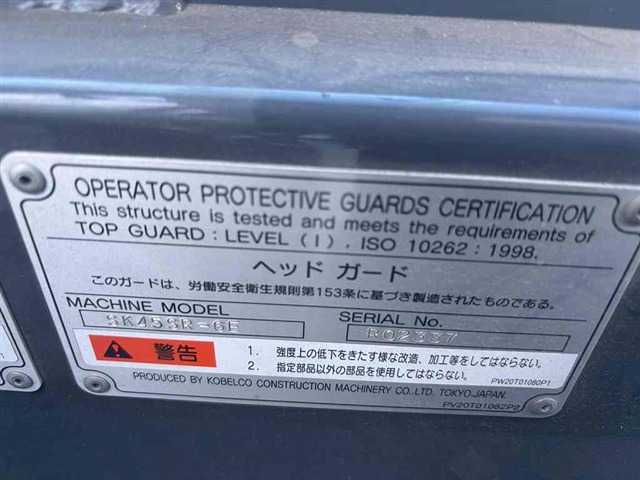 OPERATOR PROTECTIVE GUARDS CERTIFICATION
This structure is tested and meets the requirements of
TOP GUARD : LEVEL ( I ) , ISO 10262 : 1998.
ヘッド ガード
このガードは、労働安全衛生規則第153条に基づき製造されたものである。
MACHINE MODEL SERIAL No.
SK45SR-6E R02337
警告
1. 強度上の低下をきたす様な改造、加工等をしてはならない。
2. 指定部品以外の部品を使用してはならない。
PW20T01080P1
PRODUCED BY KOBELCO CONSTRUCTION MACHINERY CO.,LTD. TOKYO.JAPAN.
PV20T01082P2